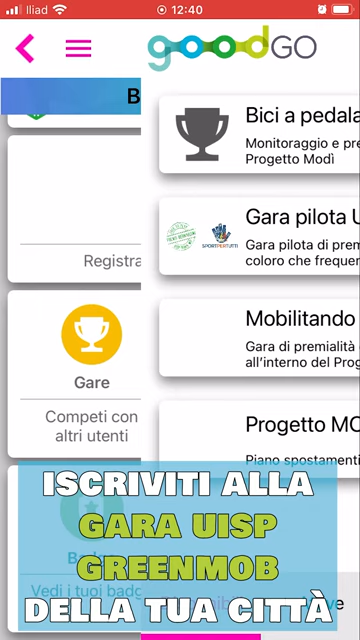 Iliad 12:40
goodGO
B
Bici a pedala
Monitoraggio e pre
Progetto Modì
Registra
Gara pilota U
SPORTPERTUTTI
Gara pilota di prem
coloro che frequen
Gare
Competi con
altri utenti
Mobilitando
Gara di premialità
all'interno del Prog
Progetto MO
Piano spostamenti
Vedi i tuoi badg
ISCRIVITI ALLA
GARA UISP
GREENMOB
DELLA TUA CITTÀ